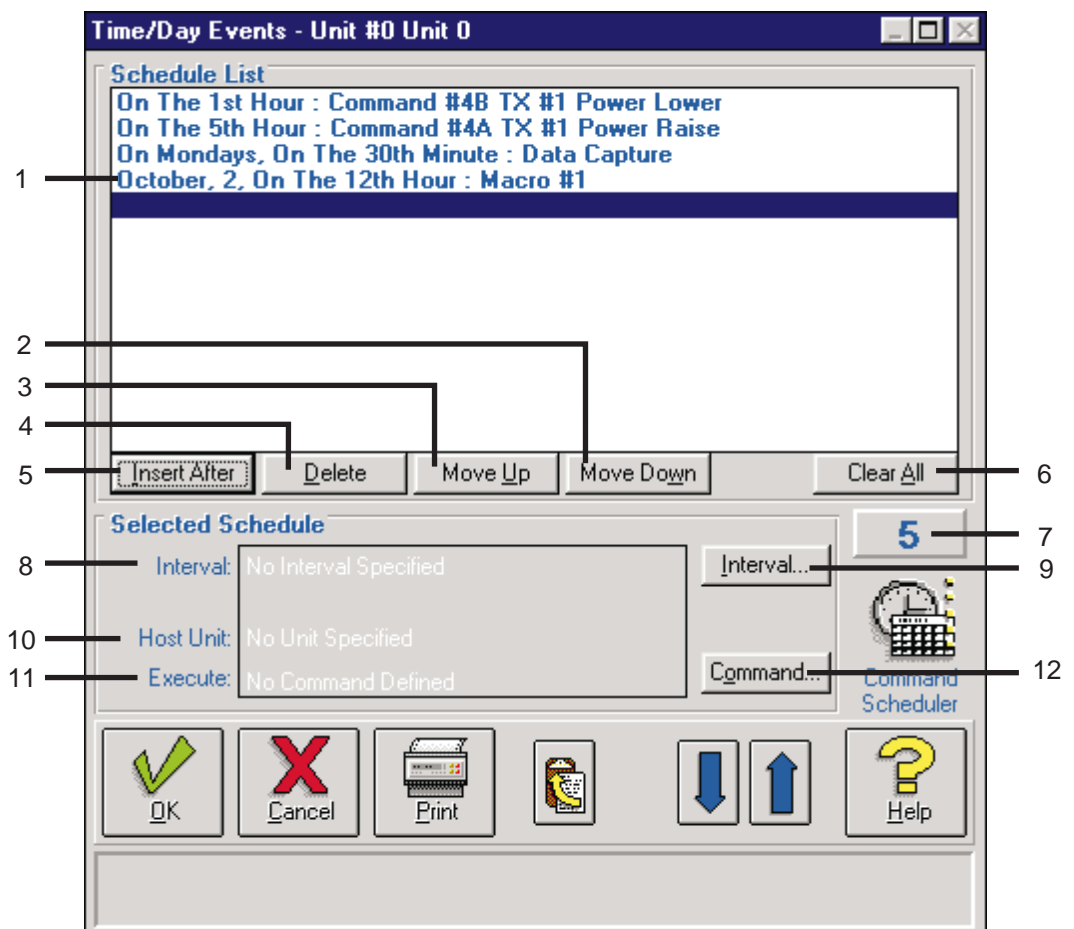 Time/Day Events - Unit #0 Unit 0
Schedule List
On The 1st Hour : Command #4B TX #1 Power Lower
On The 5th Hour : Command #4A TX #1 Power Raise
On Mondays, On The 30th Minute : Data Capture
1
October, 2, On The 12th Hour : Macro #1
2
3
4
5
Insert After
Delete
Move Up
Move Down
Clear All
6
Selected Schedule
5
7
8
Interval:
No Interval Specified
Interval...
9
10
Host Unit:
No Unit Specified
11
Execute:
No Command Defined
Command...
12
Command
Scheduler
OK
Cancel
Print
Help